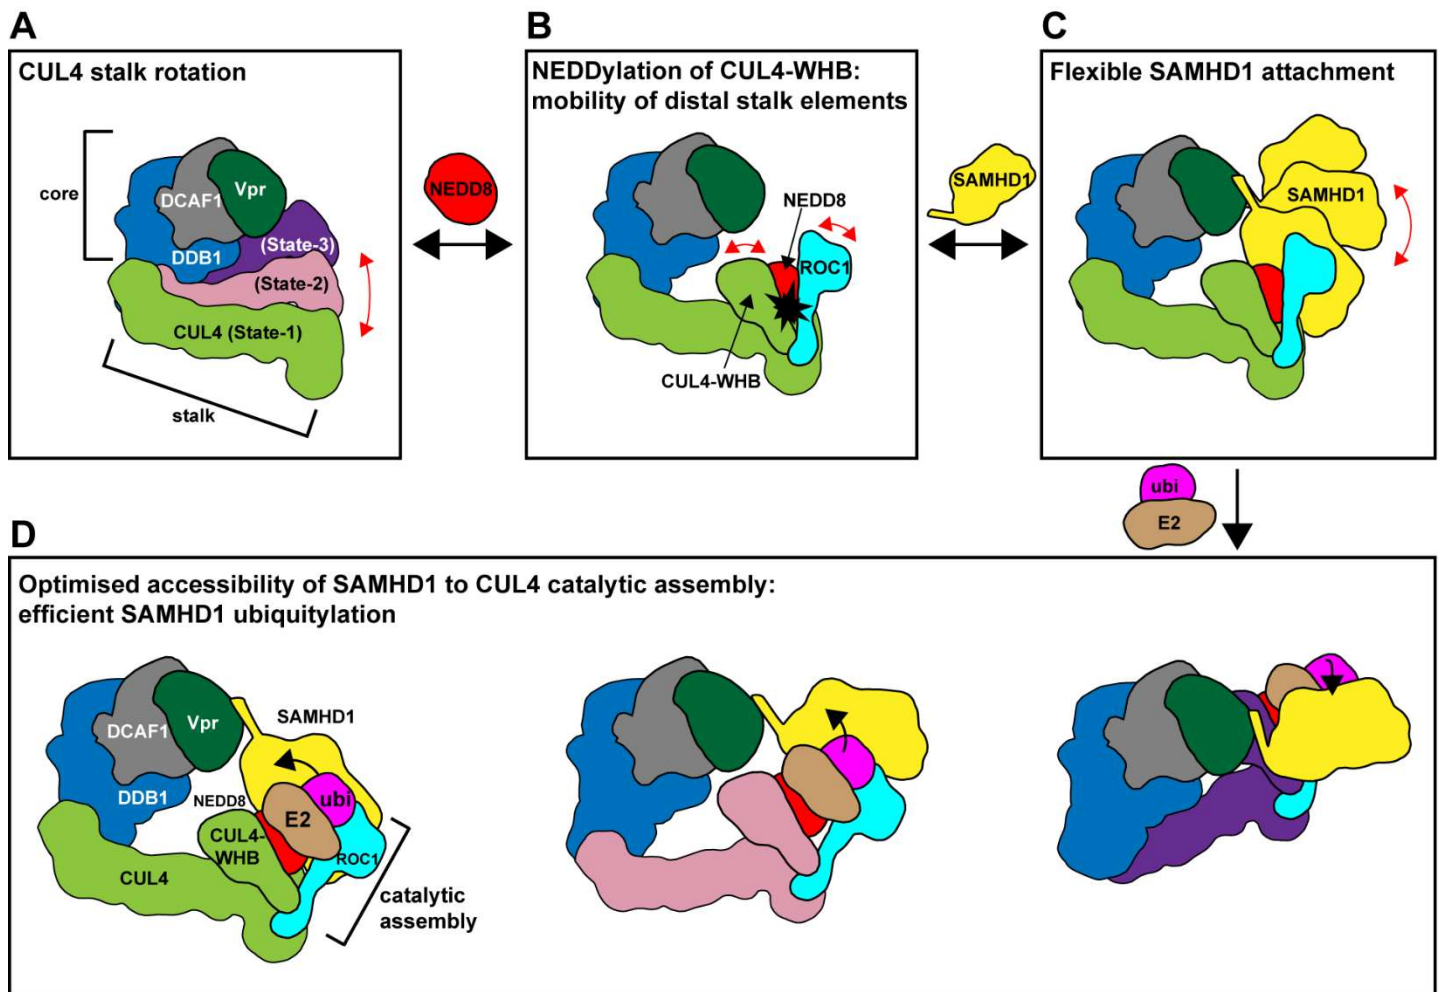 A
CUL4 stalk rotation
core
DCAF1
Vpr
DDB1
(State-3)
(State-2)
CUL4 (State-1)
stalk
NEDD8
B
NEDDylation of CUL4-WHB:
mobility of distal stalk elements
NEDD8
ROC1
CUL4-WHB
SAMHD1
C
Flexible SAMHD1 attachment
SAMHD1
ubi
E2
D
Optimised accessibility of SAMHD1 to CUL4 catalytic assembly:
efficient SAMHD1 ubiquitylation
DCAF1
Vpr
SAMHD1
DDB1
NEDD8
ubi
E2
CUL4-
WHB
ROC1
CUL4
catalytic
assembly